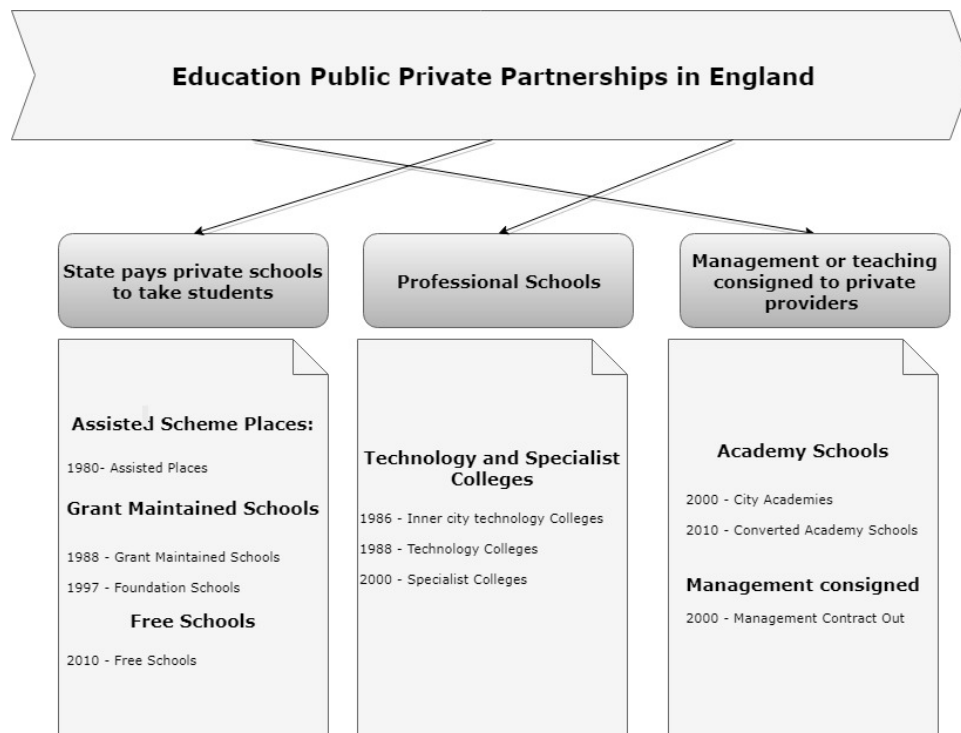 Education Public Private Partnerships in England
State pays private schools
to take students
Professional Schools
Management or teaching
consigned to private
providers
Assisted Scheme Places:
1980- Assisted Places
Grant Maintained Schools
1988 - Grant Maintained Schools
1997 - Foundation Schools
Free Schools
2010 - Free Schools
Technology and Specialist
Colleges
1986 - Inner city technology Colleges
1988 - Technology Colleges
2000 - Specialist Colleges
Academy Schools
2000 - City Academies
2010 - Converted Academy Schools
Management consigned
2000 - Management Contract Out